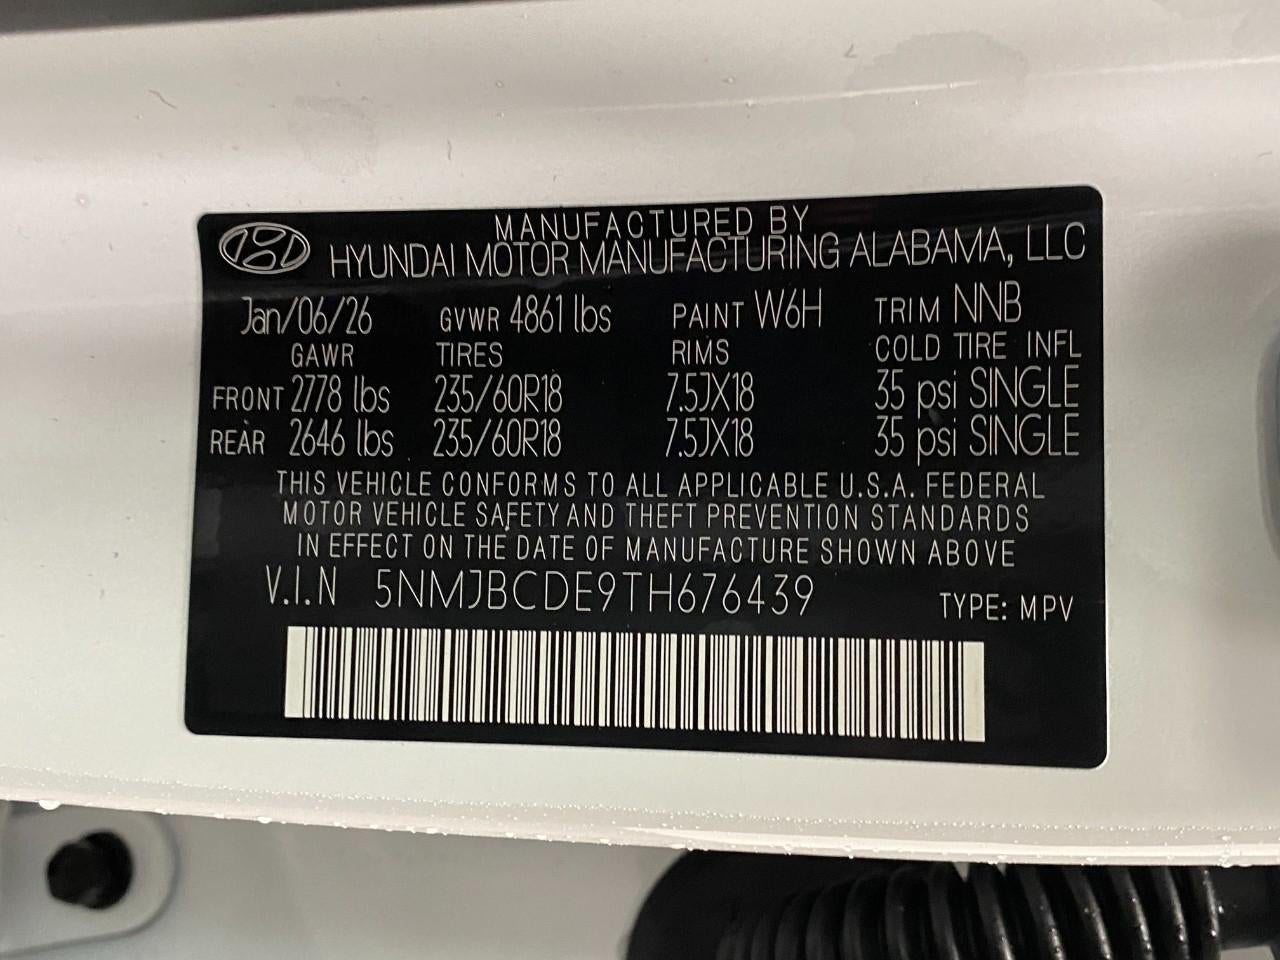 MANUFACTURED BY
HYUNDAI MOTOR MANUFACTURING ALABAMA, LLC
Jan/06/26 GVWR 4861 lbs PAINT W6H TRIM NNB
GAWR TIRES RIMS COLD TIRE INFL
FRONT 2778 lbs 235/60R18 7.5JX18 35 psi SINGLE
REAR 2646 lbs 235/60R18 7.5JX18 35 psi SINGLE
THIS VEHICLE CONFORMS TO ALL APPLICABLE U.S.A. FEDERAL
MOTOR VEHICLE SAFETY AND THEFT PREVENTION STANDARDS
IN EFFECT ON THE DATE OF MANUFACTURE SHOWN ABOVE
V.I.N 5NMJBCDE9TH676439 TYPE: MPV